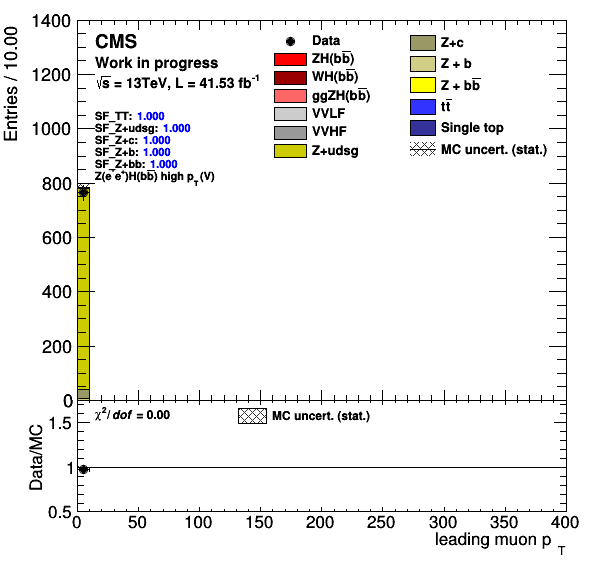 1400
1200
1000
800
600
400
200
0
Entries / 10.00
CMS
Work in progress
√s = 13TeV, L = 41.53 fb⁻¹
SF_TT: 1.000
SF_Z+udsg: 1.000
SF_Z+c: 1.000
SF_Z+b: 1.000
SF_Z+bb: 1.000
Z(e⁻e⁺)H(bb̅) high p_T(V)
Data
ZH(bb̅)
WH(bb̅)
ggZH(bb̅)
VVLF
VVHF
Z+udsg
Z+c
Z + b
Z + bb̅
tt̅
Single top
MC uncert. (stat.)
χ²/dof = 0.00
MC uncert. (stat.)
Data/MC
1.5
1
0.5
0 50 100 150 200 250 300 350 400
leading muon p_T